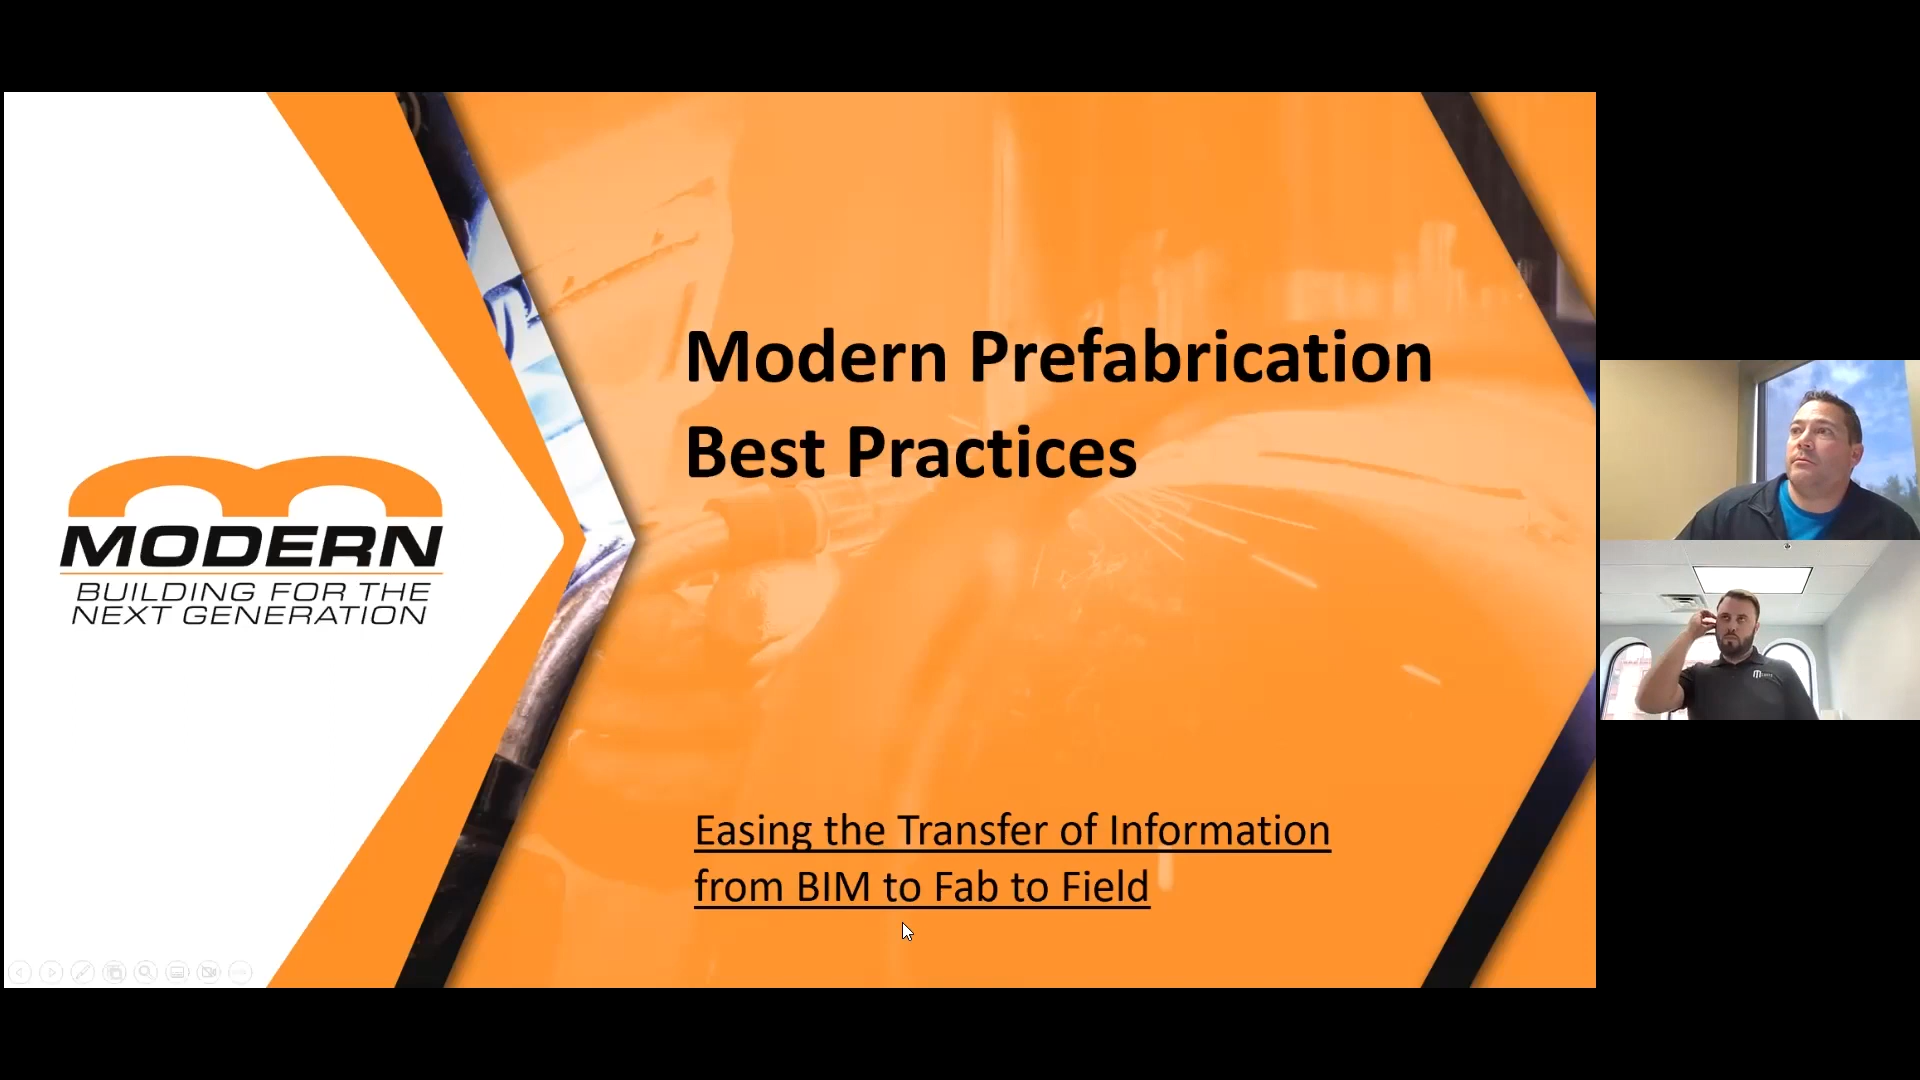 Modern Prefabrication
Best Practices
MODERN
BUILDING FOR THE
NEXT GENERATION
Easing the Transfer of Information
from BIM to Fab to Field